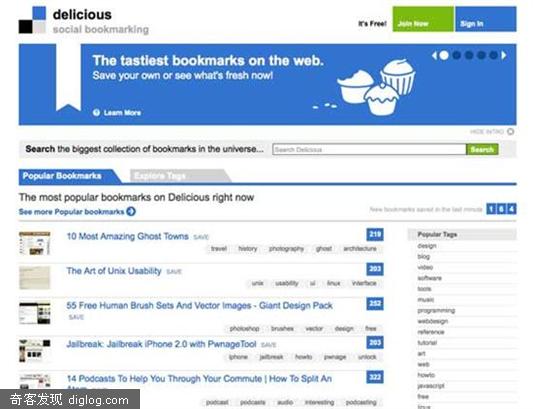 delicious
social bookmarking
It's Free!
Join Now
Sign In
The tastiest bookmarks on the web.
Save your own or see what's fresh now!
Learn More
HIDE INTRO
Search the biggest collection of bookmarks in the universe...
Search Delicious
Search
Popular Bookmarks
Explore Tags
The most popular bookmarks on Delicious right now
See more Popular bookmarks
New bookmarks saved in the last minute
1 6 4
10 Most Amazing Ghost Towns SAVE
219
travel history photography ghost architecture
The Art of Unix Usability SAVE
203
unix usability ui linux interface
55 Free Human Brush Sets And Vector Images - Giant Design Pack
SAVE
252
photoshop brushes vector design free
Jailbreak: Jailbreak iPhone 2.0 with PwnageTool SAVE
203
iphone jailbreak howto pwnage unlock
14 Podcasts To Help You Through Your Commute | How To Split An
Atom SAVE
322
podcast podcasts audio interesting podcasting
Popular Tags
design
blog
video
software
tools
music
programming
webdesign
reference
tutorial
art
web
howto
javascript
free
linux
奇客发现 diglog.com